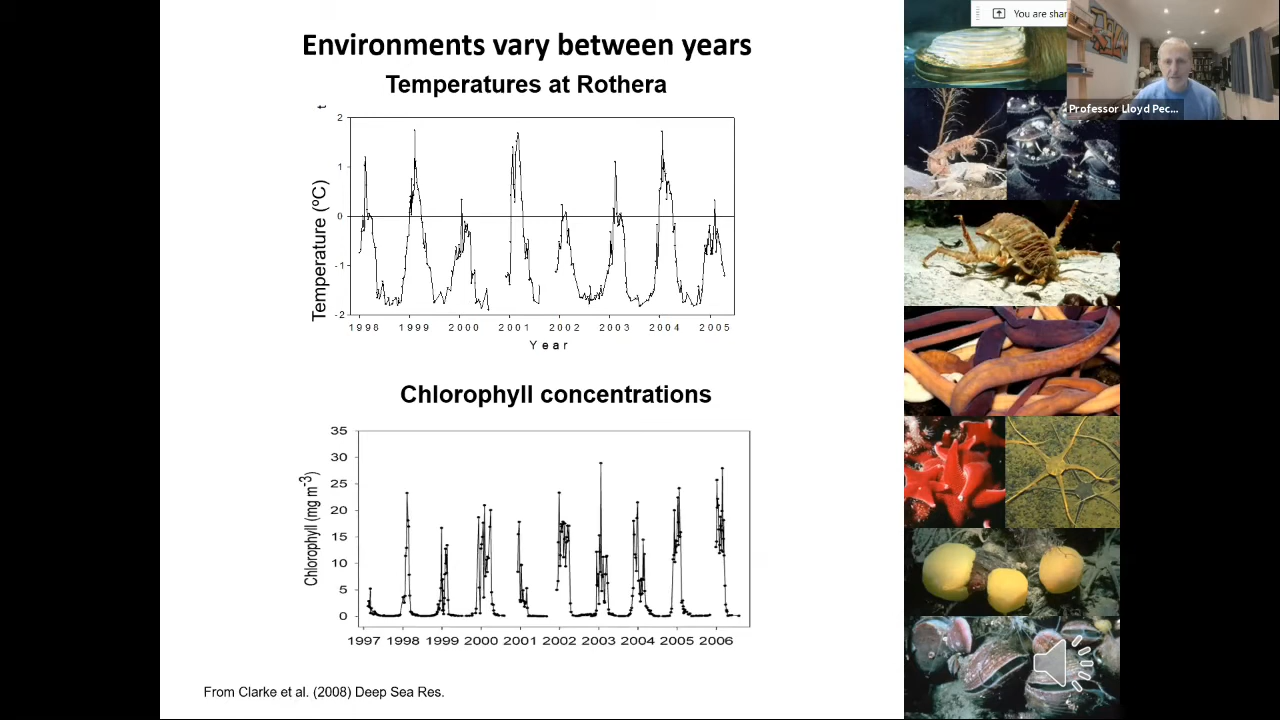 Environments vary between years
Temperatures at Rothera
t
2
1
0
-1
-2
Temperature (ºC)
1998 1999 2000 2001 2002 2003 2004 2005
Year
Chlorophyll concentrations
35
30
25
20
15
10
5
0
Chlorophyll (mg m-3)
1997 1998 1999 2000 2001 2002 2003 2004 2005 2006
From Clarke et al. (2008) Deep Sea Res.
You are shar
Professor Lloyd Pec...